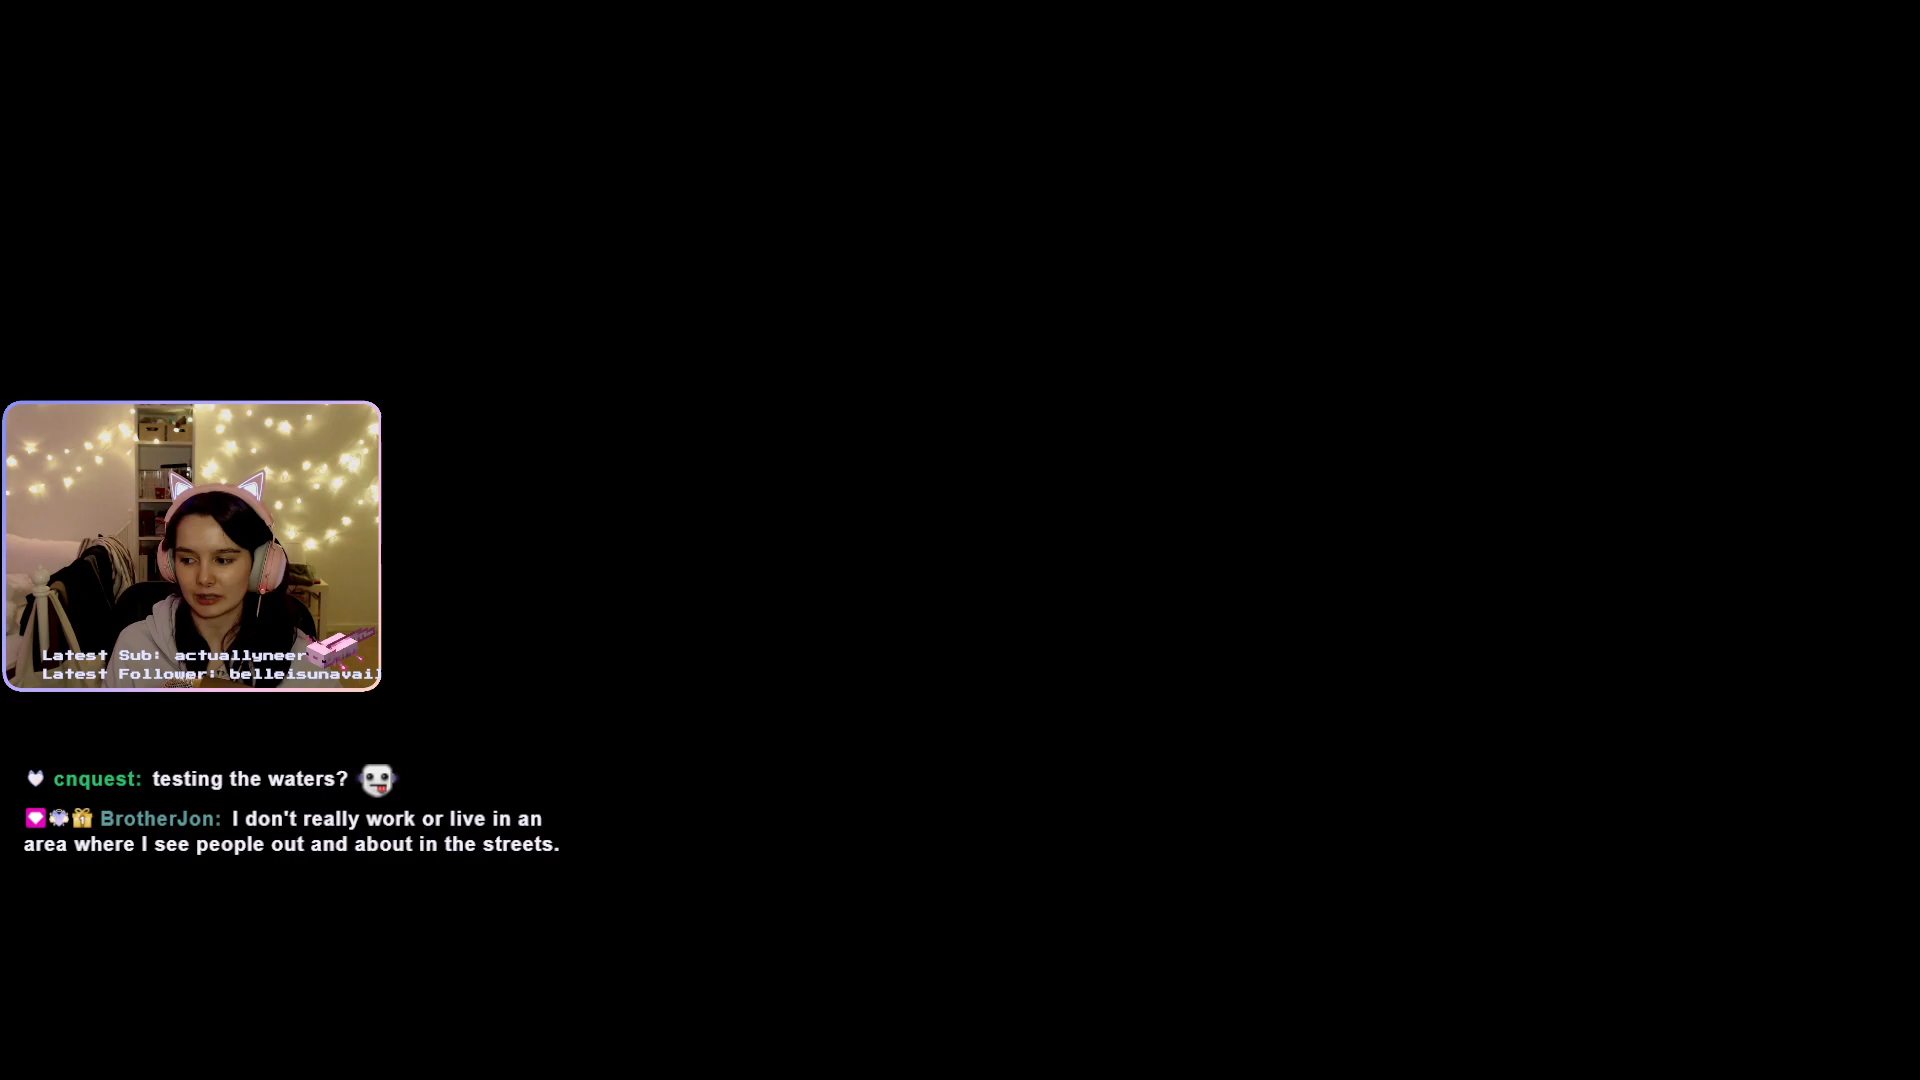 Latest Sub: actuallyneer
Latest Follower: belleisunavail
cnquest: testing the waters?
BrotherJon: I don't really work or live in an
area where I see people out and about in the streets.